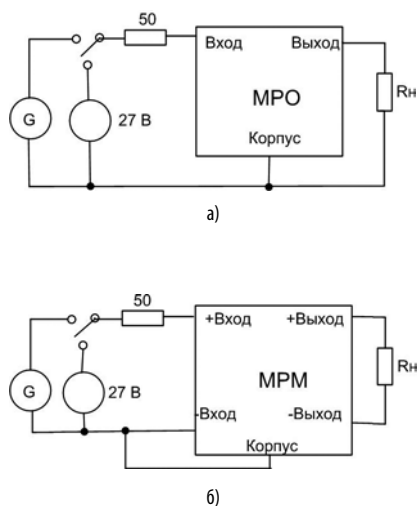 50
Вход Выход
МРО
Rн
G
27 В
Корпус
а)
50
+Вход +Выход
МРМ
Rн
G
27 В
-Вход -Выход
Корпус
б)